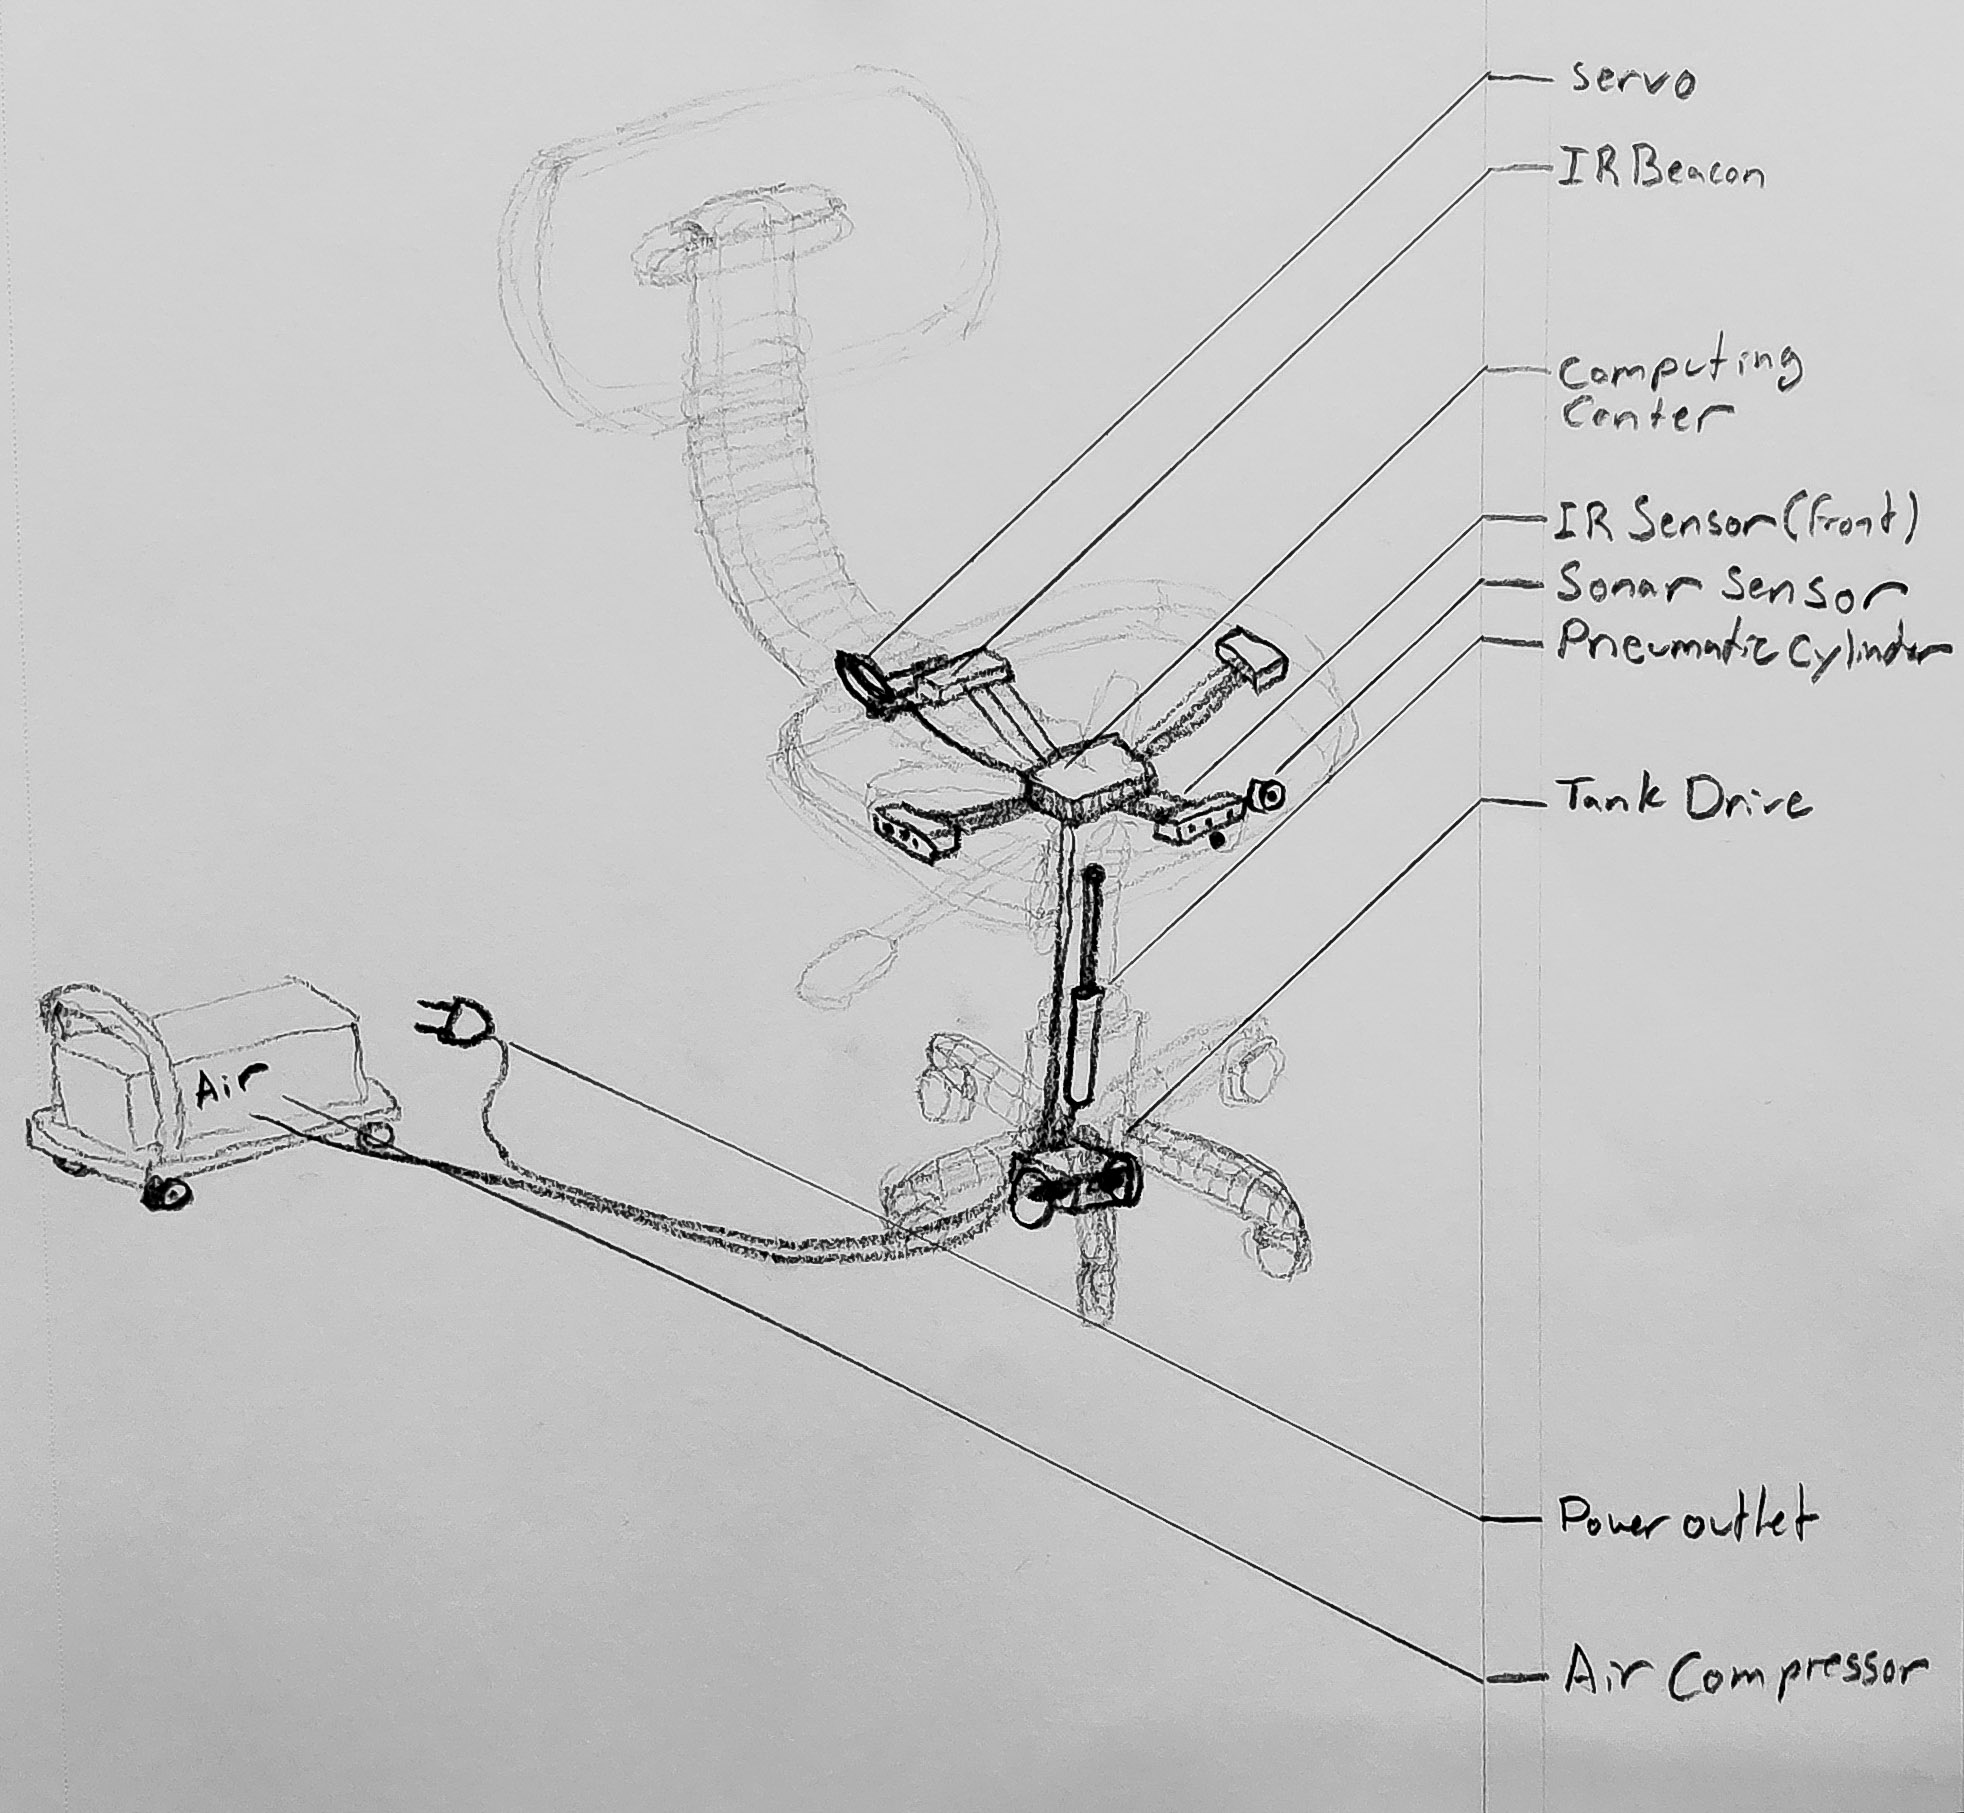 Servo
IR Beacon
Computing
Center
IR Sensor (Front)
Sonar Sensor
Pneumatic Cylinder
Tank Drive
Air
Power outlet
Air Compressor